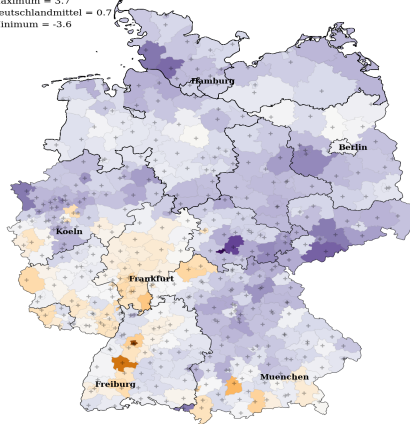 aximum = 3.7
eutschlandmittel = 0.7
inimum = -3.6
Hamburg
Berlin
Koeln
Frankfurt
Muenchen
Freiburg